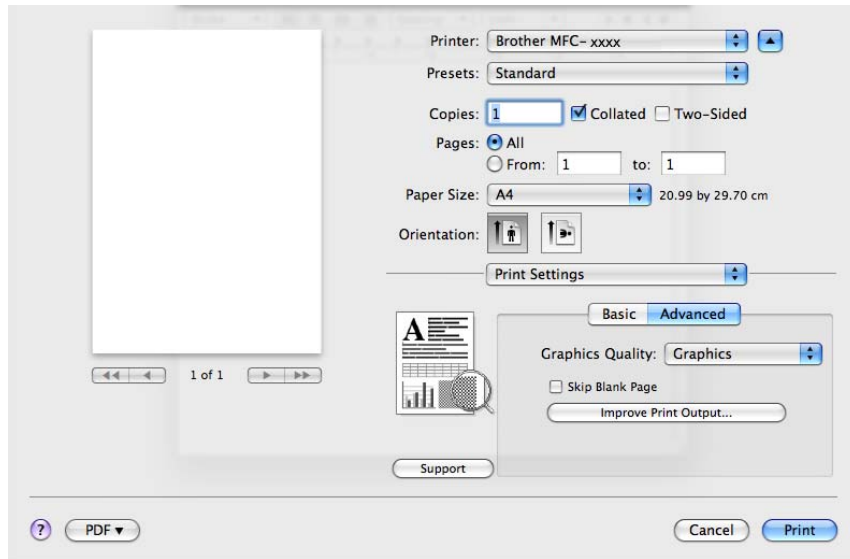 Printer: Brother MFC- xxxx
Presets: Standard
Copies: 1 Collated Two-Sided
Pages: All
From: 1 to: 1
Paper Size: A4 20.99 by 29.70 cm
Orientation:
Print Settings
Basic Advanced
Graphics Quality: Graphics
Skip Blank Page
Improve Print Output...
1 of 1
A
Support
? PDF ▼ Cancel Print